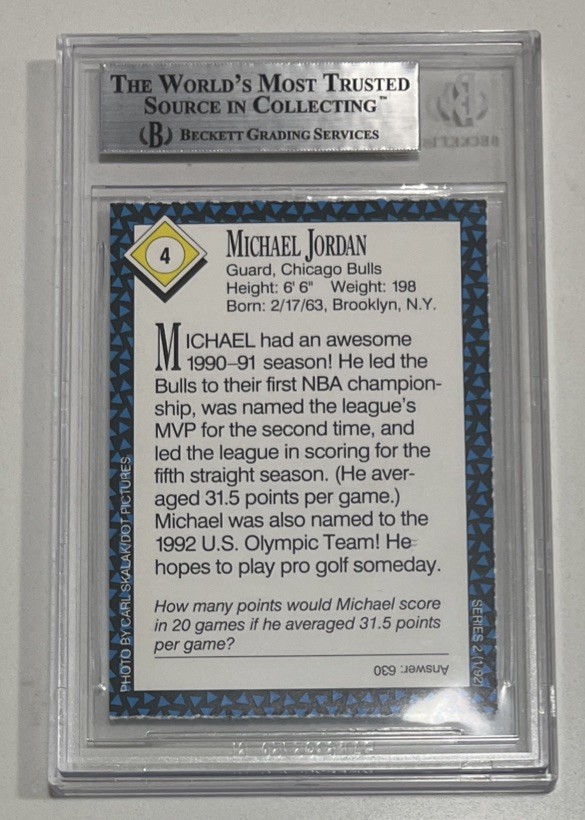 THE WORLD'S MOST TRUSTED
SOURCE IN COLLECTING™
(B) BECKETT GRADING SERVICES
4
MICHAEL JORDAN
Guard, Chicago Bulls
Height: 6' 6" Weight: 198
Born: 2/17/63, Brooklyn, N.Y.
MICHAEL had an awesome
1990–91 season! He led the
Bulls to their first NBA champion-
ship, was named the league's
MVP for the second time, and
led the league in scoring for the
fifth straight season. (He aver-
aged 31.5 points per game.)
Michael was also named to the
1992 U.S. Olympic Team! He
hopes to play pro golf someday.
How many points would Michael score
in 20 games if he averaged 31.5 points
per game?
Answer: 630
PHOTO BY CARL SKALAK/DOT PICTURES
SERIES 2 (1/92)